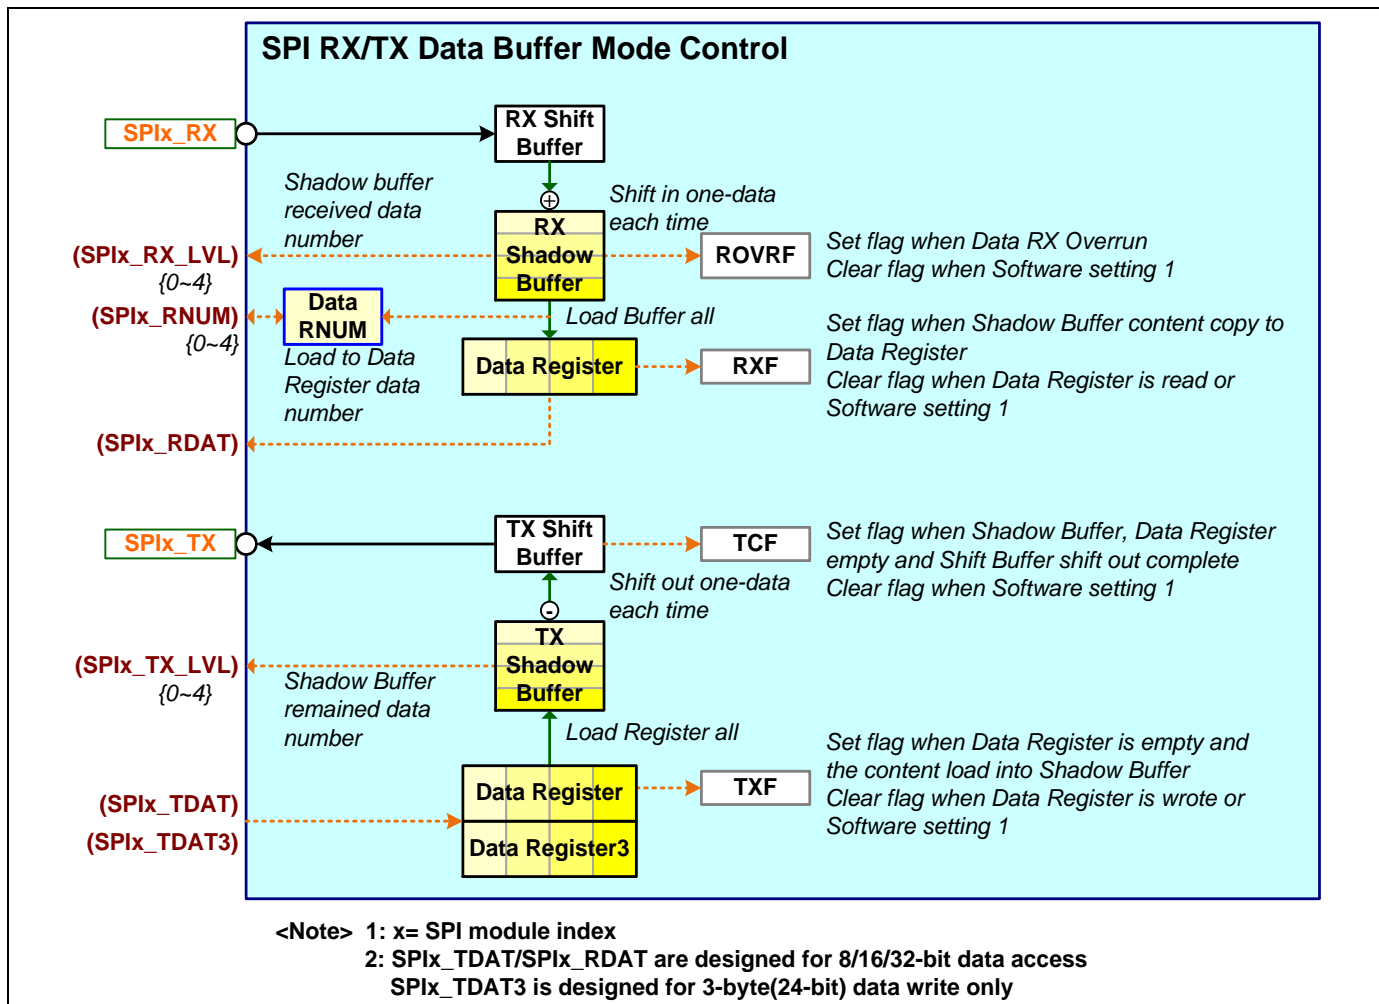 SPI RX/TX Data Buffer Mode Control
SPIx_RX
RX Shift
Buffer
Shadow buffer
received data
number
Shift in one-data
each time
RX
Shadow
Buffer
(SPIx_RX_LVL)
{0~4}
ROVRF
Set flag when Data RX Overrun
Clear flag when Software setting 1
(SPIx_RNUM)
{0~4}
Data
RNUM
Load Buffer all
Load to Data
Register data
number
Data Register
RXF
Set flag when Shadow Buffer content copy to
Data Register
Clear flag when Data Register is read or
Software setting 1
(SPIx_RDAT)
SPIx_TX
TX Shift
Buffer
TCF
Set flag when Shadow Buffer, Data Register
empty and Shift Buffer shift out complete
Clear flag when Software setting 1
Shift out one-data
each time
-
TX
Shadow
Buffer
(SPIx_TX_LVL)
{0~4}
Shadow Buffer
remained data
number
Load Register all
Data Register
TXF
Set flag when Data Register is empty and
the content load into Shadow Buffer
Clear flag when Data Register is wrote or
Software setting 1
(SPIx_TDAT)
(SPIx_TDAT3)
Data Register3
<Note> 1: x= SPI module index
2: SPIx_TDAT/SPIx_RDAT are designed for 8/16/32-bit data access
SPIx_TDAT3 is designed for 3-byte(24-bit) data write only